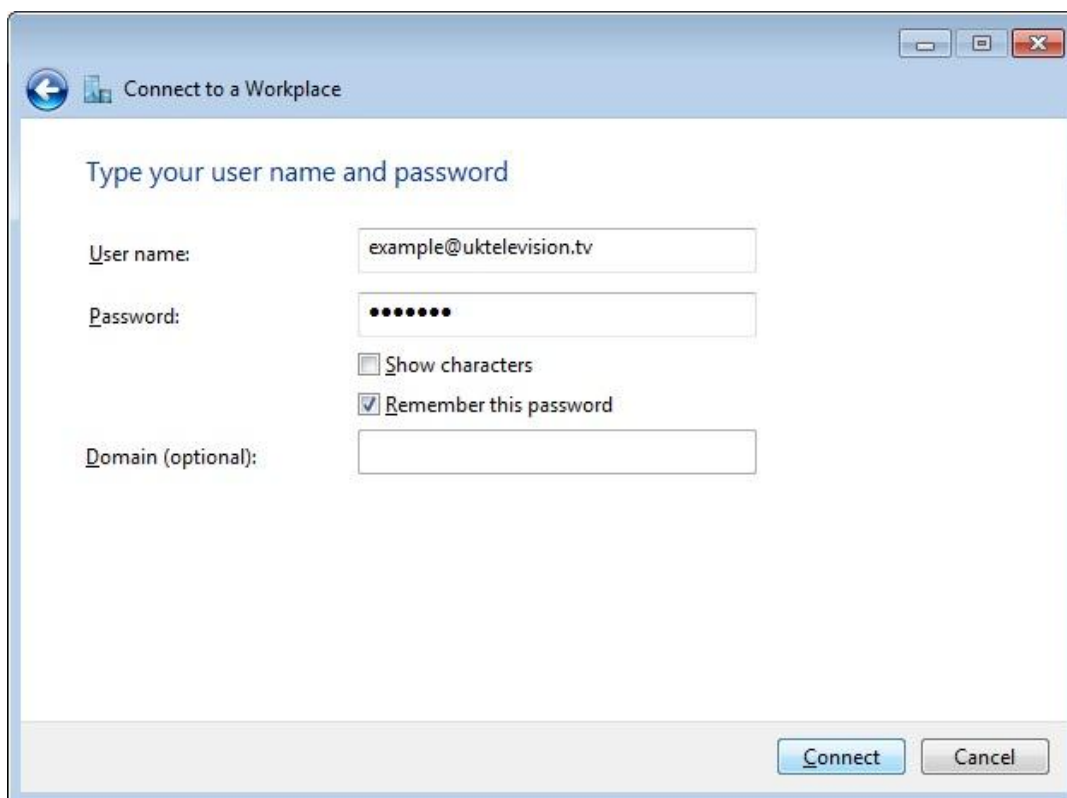 Connect to a Workplace
Type your user name and password
User name: example@uktelevision.tv
Password: •••••••
Show characters
Remember this password
Domain (optional):
Connect Cancel